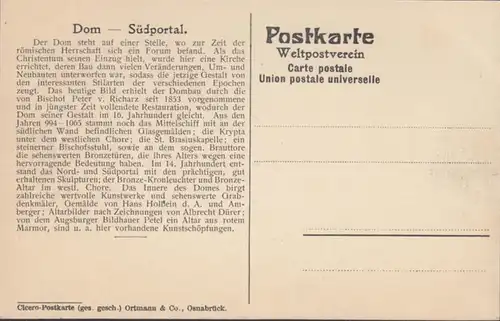 Dom — Südportal.
Der Dom steht auf einer Stelle, wo zur Zeit der
römischen Herrschaft sich ein Forum befand. Als das
Christentum seinen Einzug hielt, wurde hier eine Kirche
errichtet, deren Bau dann vielen Veränderungen, Um- und
Neubauten unterworfen war, sodass die jetzige Gestalt von
den interessanten Stilarten der verschiedenen Epochen
zeugt. Das heutige Bild erhielt der Dombau durch die
von Bischof Peter v. Richarz seit 1853 vorgenommene
und in jüngster Zeit vollendete Restauration, wodurch der
Dom seiner Gestalt im 16. Jahrhundert gleicht. Aus den
Jahren 994-1065 stammt noch das Mittelschiff mit an der
südlichen Wand befindlichen Glasgemälden; die Krypta
unter dem westlichen Chore; die St. Brasiuskapelle; ein
steinerner Bischofsstuhl, sowie an dem sogen. Brauttore
die sehenswerten Bronzetüren, die ihres Alters wegen eine
hervorragende Bedeutung haben. Im 14. Jahrhundert ent-
stand das Nord- und Südportal mit den prächtigen, gut
erhaltenen Skulpturen; der Bronze-Kronleuchter und Bronze-
Altar im westl. Chore. Das Innere des Domes birgt
zahlreiche wertvolle Kunstwerke und sehenswerte Grab-
denkmäler, Gemälde von Hans Holbein d. A. und Am-
berger; Altarbilder nach Zeichnungen von Albrecht Dürer;
von dem Augsburger Bildhauer Petel ein Altar aus rotem
Marmor, sind u. a. hier vorhandene Kunstschöpfungen.
Cicero-Postkarte (ges. gesch.) Ortmann & Co., Osnabrück.
Postkarte
Weltpostverein
Carte postale
Union postale universelle